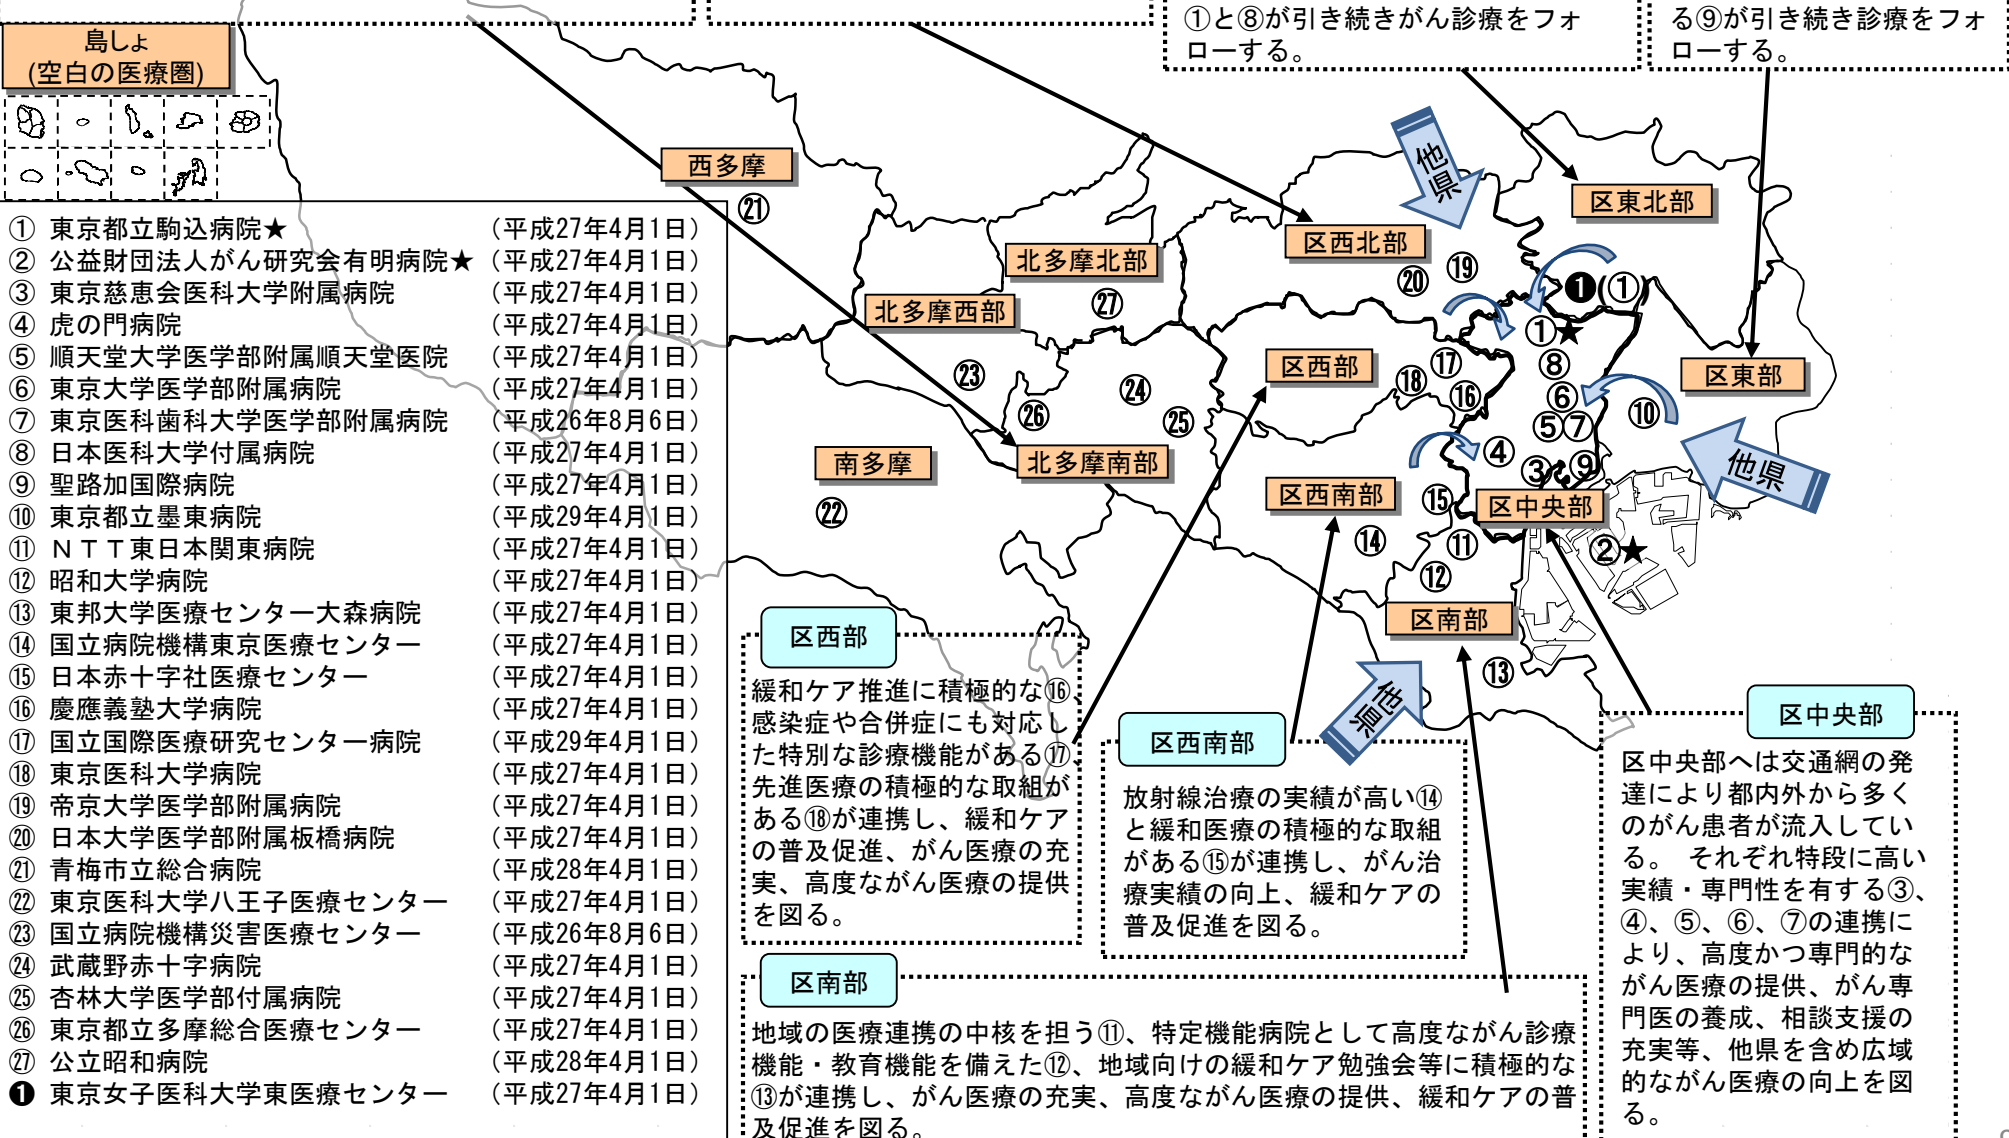 ①と⑧が引き続きがん診療をフォ
ローする。
る⑨が引き続き診療をフォ
ローする。
島しょ
(空白の医療圏)
① 東京都立駒込病院★ （平成27年4月1日）
② 公益財団法人がん研究会有明病院★ （平成27年4月1日）
③ 東京慈恵会医科大学附属病院 （平成27年4月1日）
④ 虎の門病院 （平成27年4月1日）
⑤ 順天堂大学医学部附属順天堂医院 （平成27年4月1日）
⑥ 東京大学医学部附属病院 （平成27年4月1日）
⑦ 東京医科歯科大学医学部附属病院 （平成26年8月6日）
⑧ 日本医科大学付属病院 （平成27年4月1日）
⑨ 聖路加国際病院 （平成27年4月1日）
⑩ 東京都立墨東病院 （平成29年4月1日）
⑪ ＮＴＴ東日本関東病院 （平成27年4月1日）
⑫ 昭和大学病院 （平成27年4月1日）
⑬ 東邦大学医療センター大森病院 （平成27年4月1日）
⑭ 国立病院機構東京医療センター （平成27年4月1日）
⑮ 日本赤十字社医療センター （平成27年4月1日）
⑯ 慶應義塾大学病院 （平成27年4月1日）
⑰ 国立国際医療研究センター病院 （平成29年4月1日）
⑱ 東京医科大学病院 （平成27年4月1日）
⑲ 帝京大学医学部附属病院 （平成27年4月1日）
⑳ 日本大学医学部附属板橋病院 （平成27年4月1日）
㉑ 青梅市立総合病院 （平成28年4月1日）
㉒ 東京医科大学八王子医療センター （平成27年4月1日）
㉓ 国立病院機構災害医療センター （平成26年8月6日）
㉔ 武蔵野赤十字病院 （平成27年4月1日）
㉕ 杏林大学医学部付属病院 （平成27年4月1日）
㉖ 東京都立多摩総合医療センター （平成27年4月1日）
㉗ 公立昭和病院 （平成28年4月1日）
❶ 東京女子医科大学東医療センター （平成27年4月1日）
西多摩
㉑
北多摩北部
㉗
北多摩西部
㉓
㉖
㉔
㉕
北多摩南部
南多摩
㉒
他県
区西北部
⑳
⑲
区東北部
❶(①)
①★
⑧
⑥
⑤⑦
④
③
⑨
区中央部
②★
区西部
⑰
⑱
⑯
区東部
⑩
他県
区西南部
⑮
⑭
⑪
⑫
区南部
⑬
他県
区西部
緩和ケア推進に積極的な⑯、
感染症や合併症にも対応し
た特別な診療機能がある⑰、
先進医療の積極的な取組が
ある⑱が連携し、緩和ケア
の普及促進、がん医療の充
実、高度ながん医療の提供
を図る。
区西南部
放射線治療の実績が高い⑭
と緩和医療の積極的な取組
がある⑮が連携し、がん治
療実績の向上、緩和ケアの
普及促進を図る。
区南部
地域の医療連携の中核を担う⑪、特定機能病院として高度ながん診療
機能・教育機能を備えた⑫、地域向けの緩和ケア勉強会等に積極的な
⑬が連携し、がん医療の充実、高度ながん医療の提供、緩和ケアの普
及促進を図る。
区中央部
区中央部へは交通網の発
達により都内外から多く
のがん患者が流入してい
る。 それぞれ特段に高い
実績・専門性を有する③、
④、⑤、⑥、⑦の連携に
より、高度かつ専門的な
がん医療の提供、がん専
門医の養成、相談支援の
充実等、他県を含め広域
的ながん医療の向上を図
る。